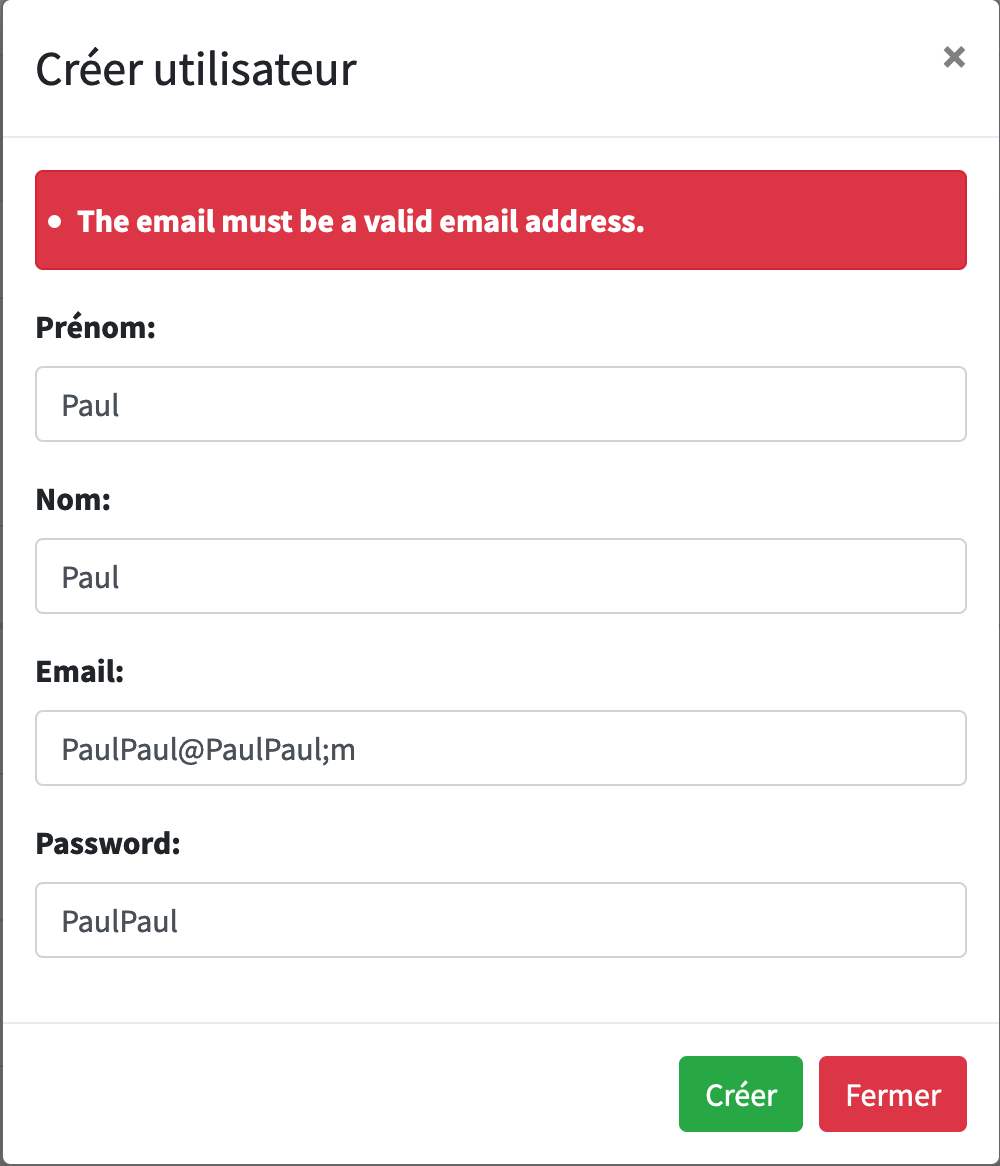 Créer utilisateur
×
• The email must be a valid email address.
Prénom:
Paul
Nom:
Paul
Email:
PaulPaul@PaulPaul;m
Password:
PaulPaul
Créer Fermer